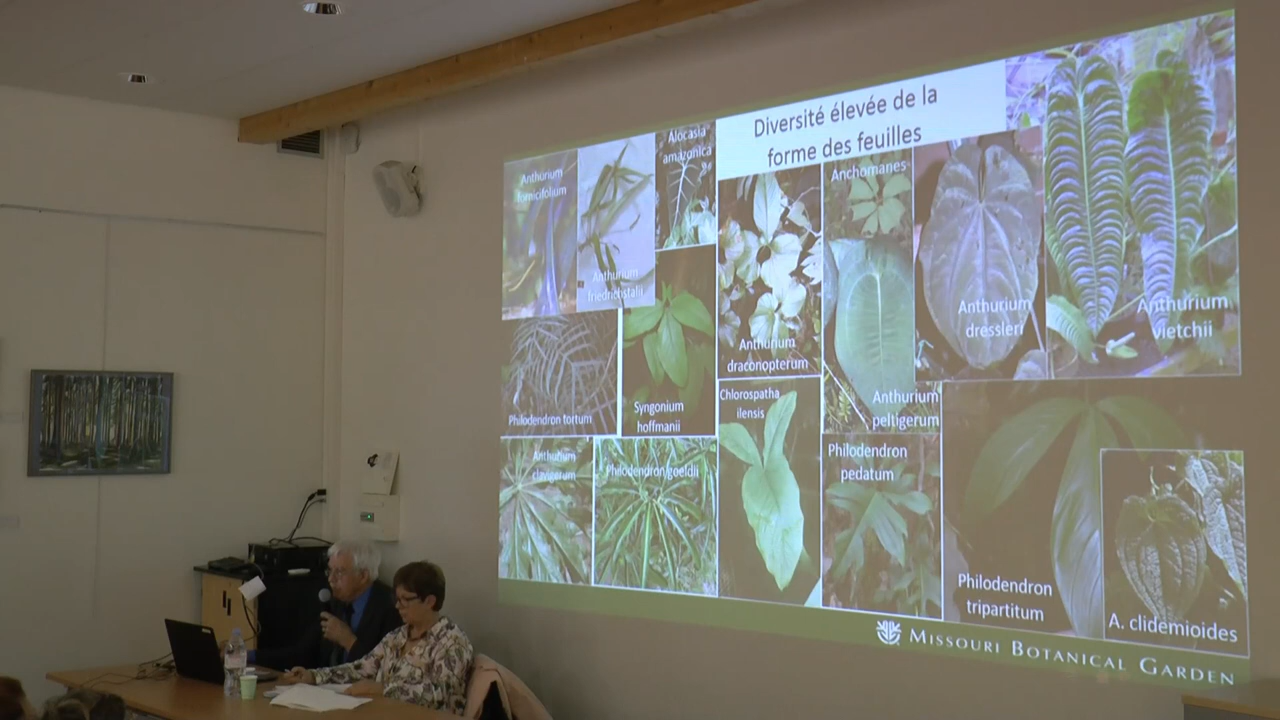 Diversité élevée de la
forme des feuilles
Anthurium
fornicifolium
Anthurium
friedrichstalii
Alocasia
amazonica
Anthurium
draconopterum
Anchomanes
Anthurium
peltigerum
Anthurium
dressleri
Anthurium
vietchii
Philodendron tortum
Syngonium
hoffmanii
Chlorospatha
ilensis
Anthurium
clavigerum
Philodendron goeldii
Philodendron
pedatum
Philodendron
tripartitum
A. clidemioides
MISSOURI BOTANICAL GARDEN